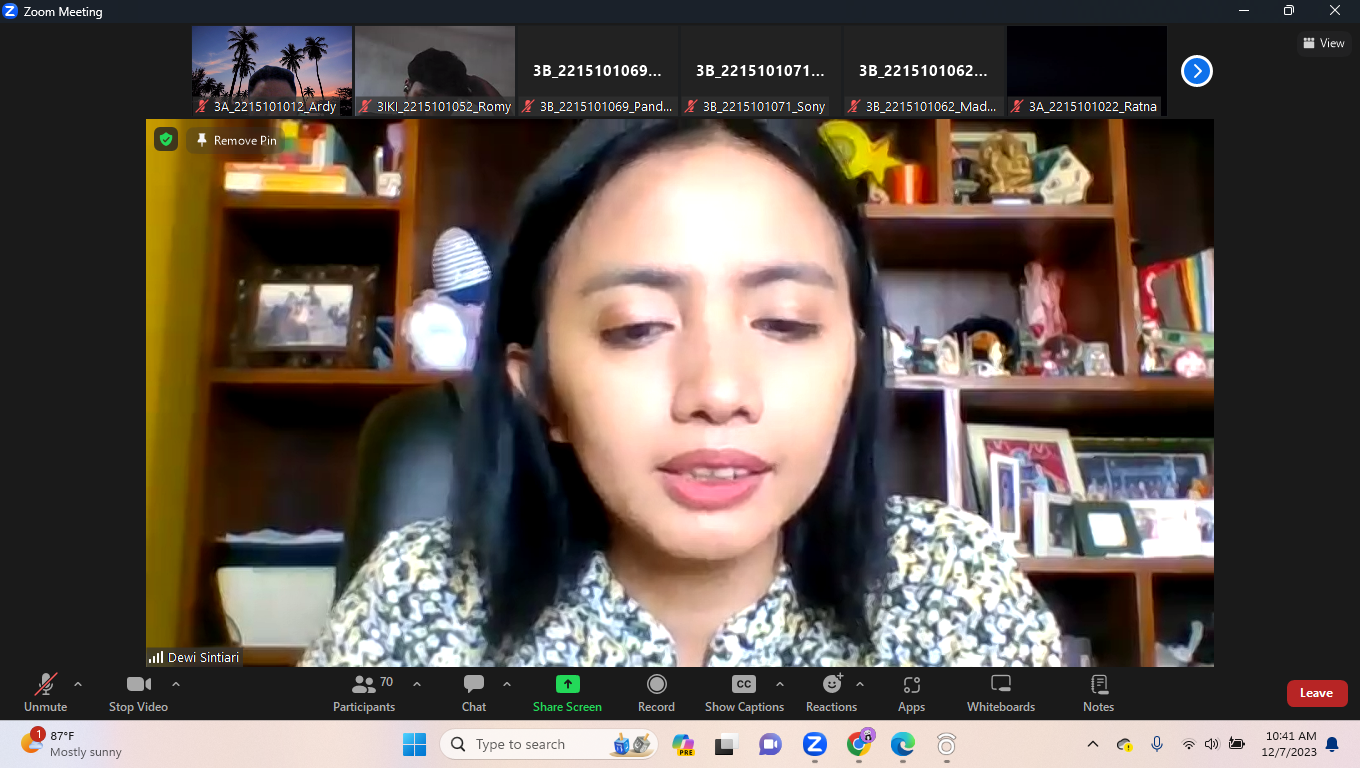 Zoom Meeting
View
3B_2215101069...
3B_2215101071...
3B_2215101062...
3A_2215101012_Ardy
3IKI_2215101052_Romy
3B_2215101069_Pand...
3B_2215101071_Sony
3B_2215101062_Mad...
3A_2215101022_Ratna
Remove Pin
Dewi Sintiari
70
CC
Unmute
Stop Video
Participants
Chat
Share Screen
Record
Show Captions
Reactions
Apps
Whiteboards
Notes
Leave
1
87°F
Mostly sunny
Type to search
PRE
10:41 AM
12/7/2023